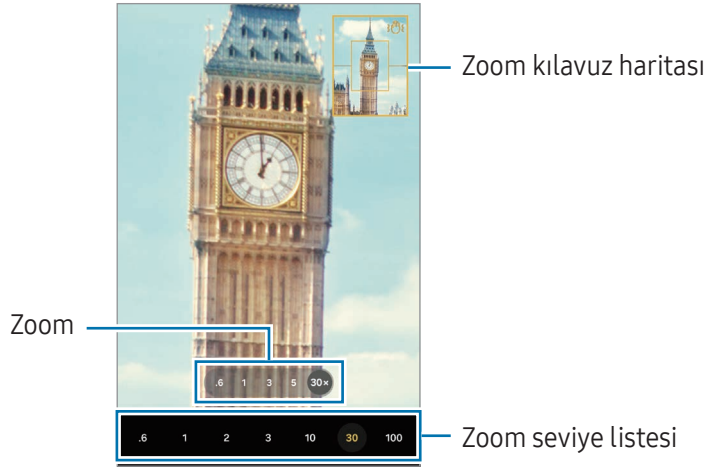 Zoom kılavuz haritası
Zoom
.6 1 3 5 30×
.6 1 2 3 10 30 100
Zoom seviye listesi